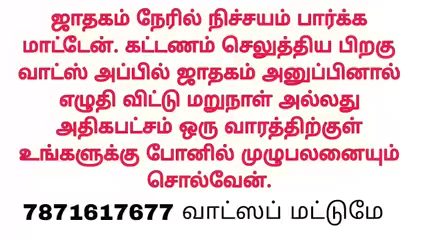 ஜாதகம் நேரில் நிச்சயம் பார்க்க
மாட்டேன். கட்டணம் செலுத்திய பிறகு
வாட்ஸ் அப்பில் ஜாதகம் அனுப்பினால்
எழுதி விட்டு மறுநாள் அல்லது
அதிகபட்சம் ஒரு வாரத்திற்குள்
உங்களுக்கு போனில் முழுபலனையும்
சொல்வேன்.
7871617677 வாட்ஸப் மட்டுமே